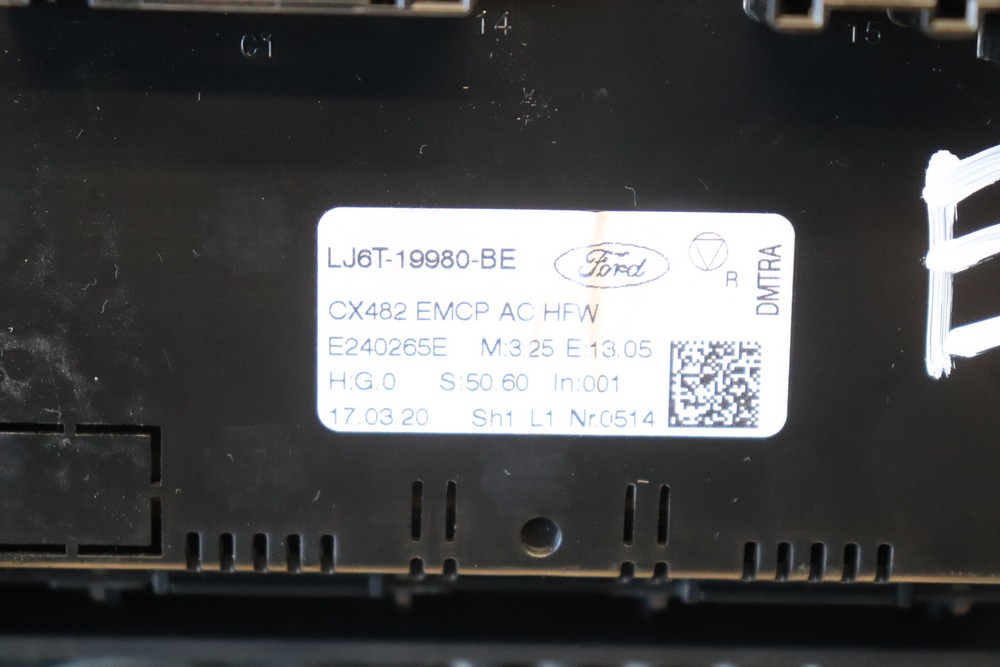 C1
14
15
LJ6T-19980-BE
Ford
R
DMTRA
CX482 EMCP AC HFW
E240265E M:3.25 E:13.05
H:G.0 S:50.60 In:001
17.03.20 Sh1 L1 Nr.0514